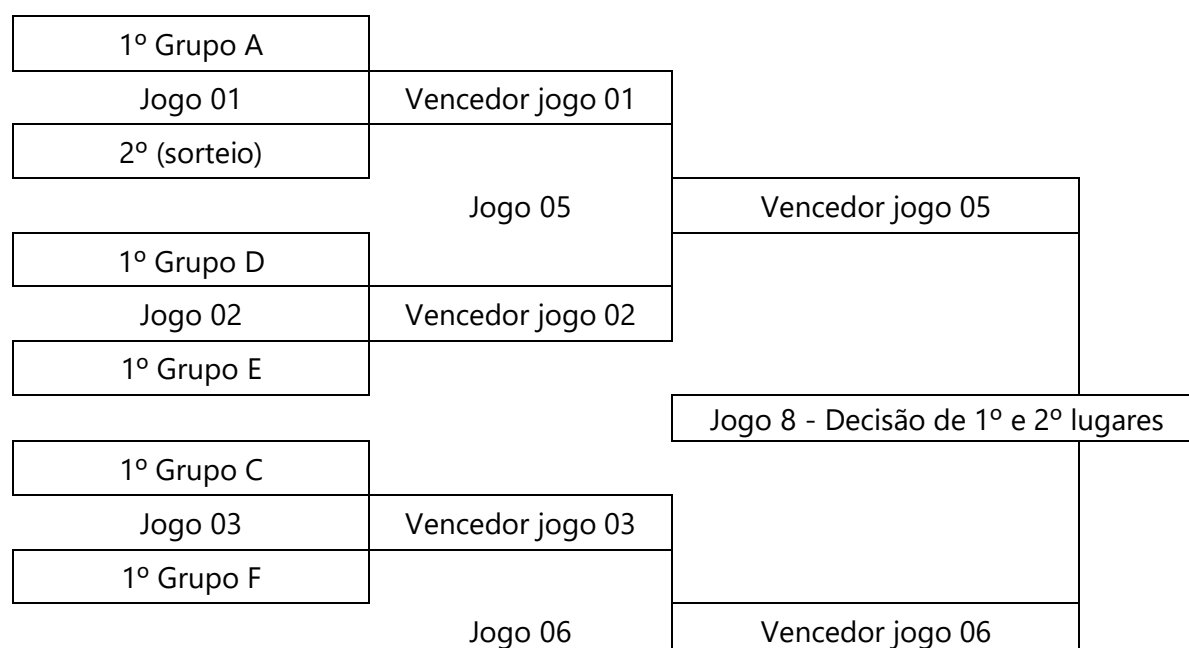 1º Grupo A
Jogo 01
Vencedor jogo 01
2º (sorteio)
Jogo 05
Vencedor jogo 05
1º Grupo D
Jogo 02
Vencedor jogo 02
1º Grupo E
Jogo 8 - Decisão de 1º e 2º lugares
1º Grupo C
Jogo 03
Vencedor jogo 03
1º Grupo F
Jogo 06
Vencedor jogo 06